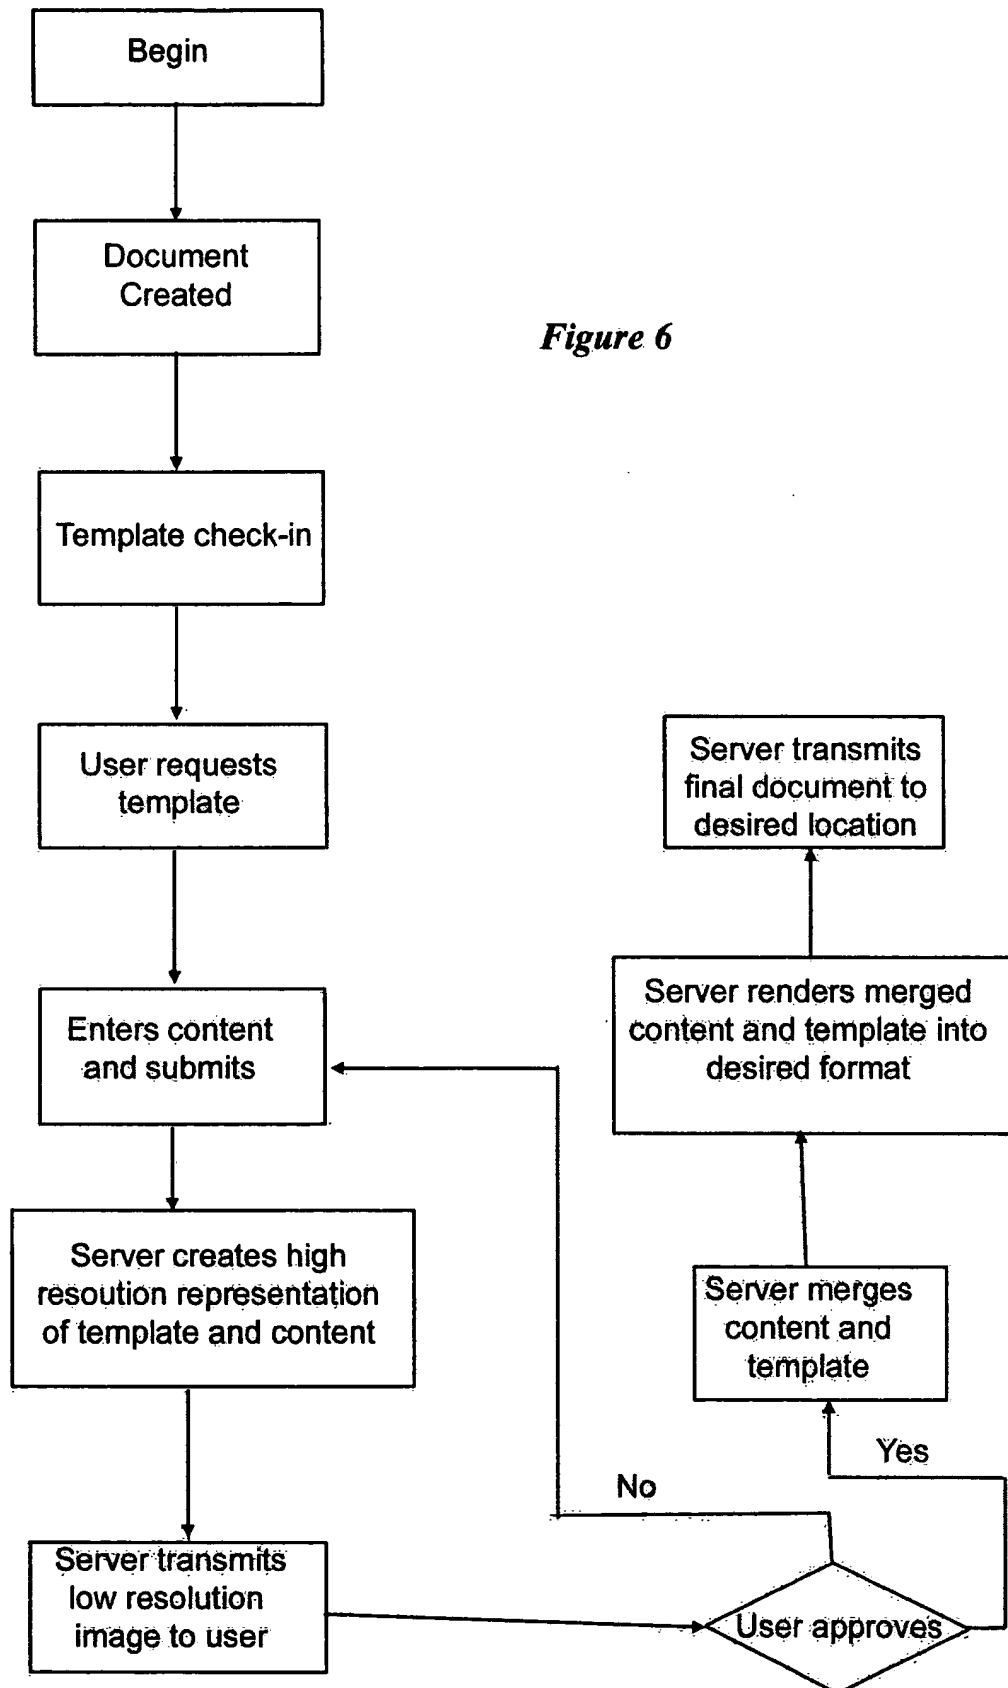 Begin
Document
Created
Figure 6
Template check-in
User requests
template
Enters content
and submits
Server creates high
resoution representation
of template and content
Server transmits
low resolution
image to user
User approves
No
Yes
Server merges
content and
template
Server renders merged
content and template into
desired format
Server transmits
final document to
desired location